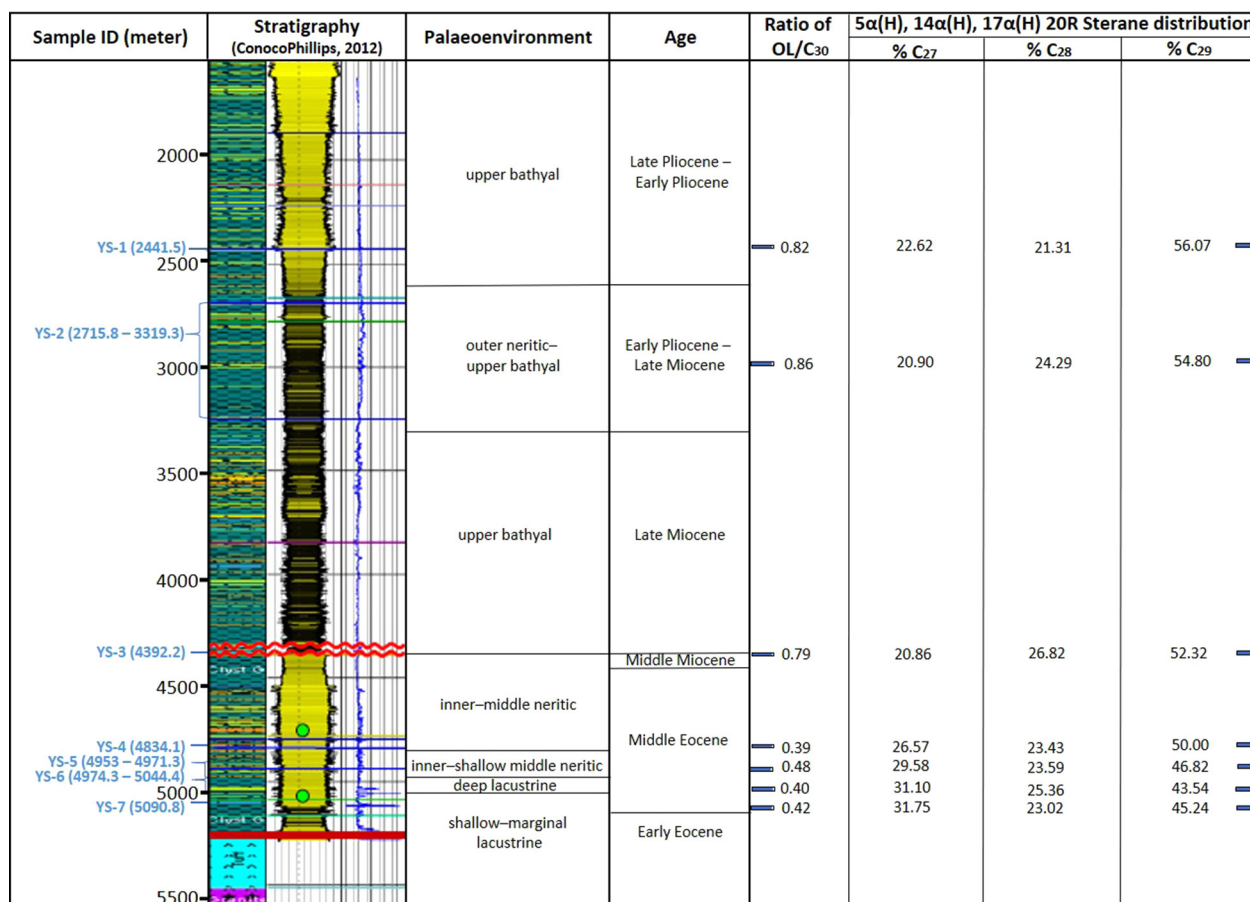 Sample ID (meter)
Stratigraphy
(ConocoPhillips, 2012)
Palaeoenvironment
Age
Ratio of
OL/C30
5α(H), 14α(H), 17α(H) 20R Sterane distribution
% C27
% C28
% C29
2000
upper bathyal
Late Pliocene –
Early Pliocene
YS-1 (2441.5)
0.82
22.62
21.31
56.07
2500
YS-2 (2715.8 – 3319.3)
outer neritic–
upper bathyal
Early Pliocene –
Late Miocene
3000
0.86
20.90
24.29
54.80
3500
upper bathyal
Late Miocene
4000
YS-3 (4392.2)
Middle Miocene
0.79
20.86
26.82
52.32
4500
inner–middle neritic
Middle Eocene
YS-4 (4834.1)
0.39
26.57
23.43
50.00
YS-5 (4953 – 4971.3)
inner–shallow middle neritic
0.48
29.58
23.59
46.82
YS-6 (4974.3 – 5044.4)
deep lacustrine
0.40
31.10
25.36
43.54
5000
YS-7 (5090.8)
0.42
31.75
23.02
45.24
shallow–marginal
lacustrine
Early Eocene
5500